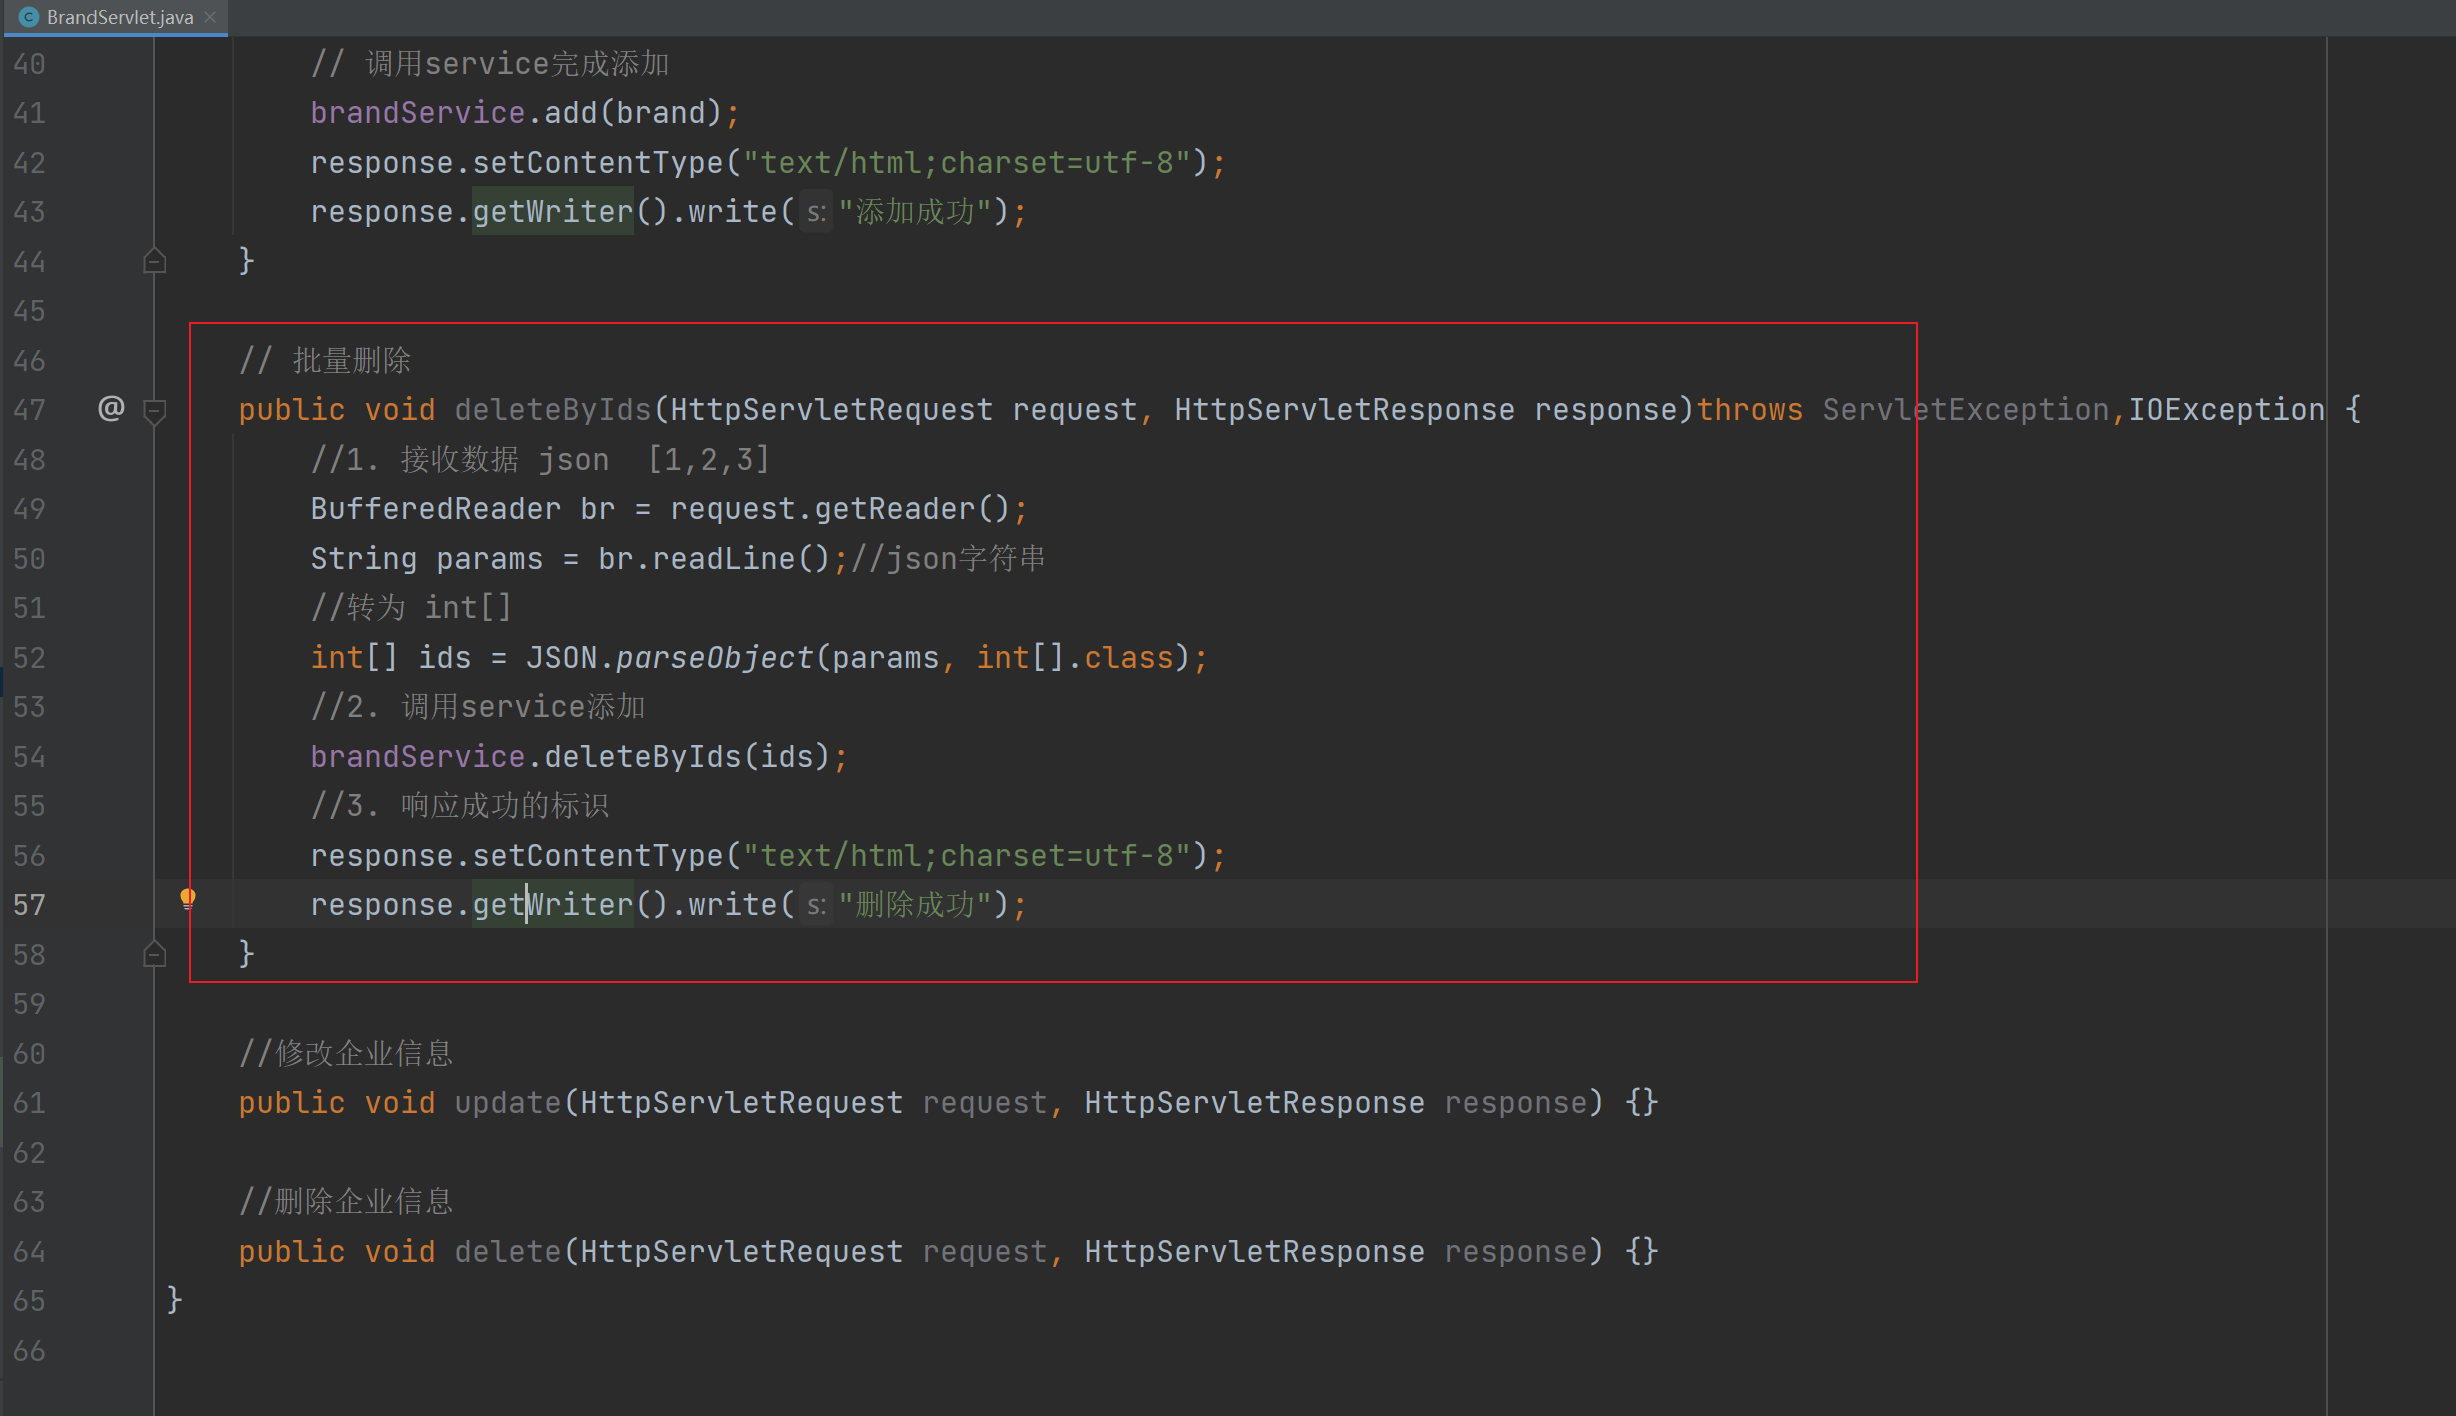 BrandServlet.java
40 // 调用service完成添加
41 brandService.add(brand);
42 response.setContentType("text/html;charset=utf-8");
43 response.getWriter().write( s: "添加成功");
44 }
45
46 // 批量删除
47 @ public void deleteByIds(HttpServletRequest request, HttpServletResponse response)throws ServletException,IOException {
48 //1. 接收数据 json  [1,2,3]
49 BufferedReader br = request.getReader();
50 String params = br.readLine();//json字符串
51 //转为 int[]
52 int[] ids = JSON.parseObject(params, int[].class);
53 //2. 调用service添加
54 brandService.deleteByIds(ids);
55 //3. 响应成功的标识
56 response.setContentType("text/html;charset=utf-8");
57 response.getWriter().write( s: "删除成功");
58 }
59
60 //修改企业信息
61 public void update(HttpServletRequest request, HttpServletResponse response) {}
62
63 //删除企业信息
64 public void delete(HttpServletRequest request, HttpServletResponse response) {}
65 }
66